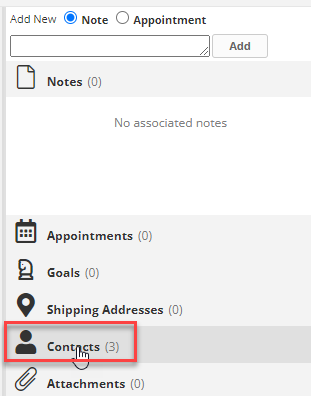 Add New Note Appointment
Add
Notes (0)
No associated notes
Appointments (0)
Goals (0)
Shipping Addresses (0)
Contacts (3)
Attachments (0)